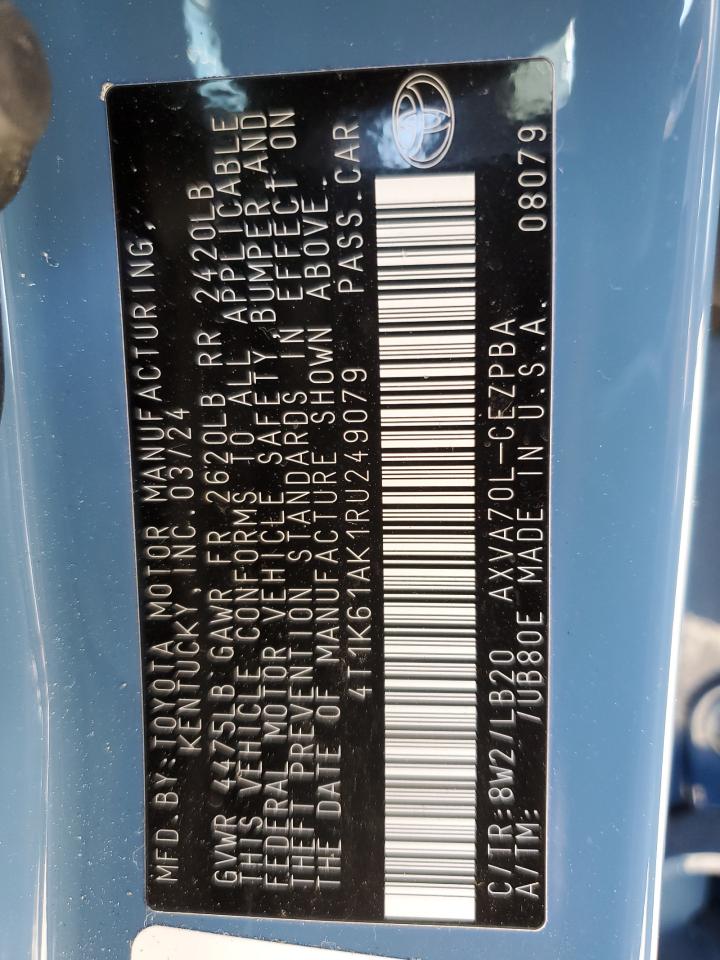 MFD.BY:TOYOTA MOTOR MANUFACTURING,
KENTUCKY, INC.03/24
GVWR 4475LB GAWR FR 2620LB RR 2420LB
THIS VEHICLE CONFORMS TO ALL APPLICABLE
FEDERAL MOTOR VEHICLE SAFETY,BUMPER,AND
THEFT PREVENTION STANDARDS IN EFFECT ON
THE DATE OF MANUFACTURE SHOWN ABOVE.
4T1K61AK1RU249079 PASS.CAR
C/TR:8W2/LB20 AXVA70L-CEZPBA 08079
A/TM: /UB80E MADE IN U.S.A.